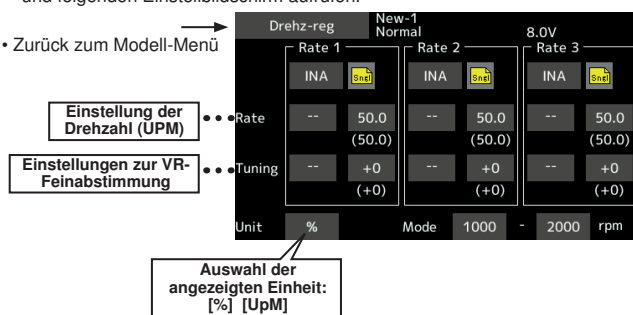 und folgenden Einstellbildschirm aufrufen.
Drehz-reg New-1 Normal 8.0V
• Zurück zum Modell-Menü
Rate 1 Rate 2 Rate 3
INA Sngl INA Sngl INA Sngl
Einstellung der Drehzahl (UPM)
Rate -- 50.0 -- 50.0 -- 50.0
(50.0) (50.0) (50.0)
Einstellungen zur VR-Feinabstimmung
Tuning -- +0 -- +0 -- +0
(+0) (+0) (+0)
Unit % Mode 1000 - 2000 rpm
Auswahl der
angezeigten Einheit:
[%] [UpM]